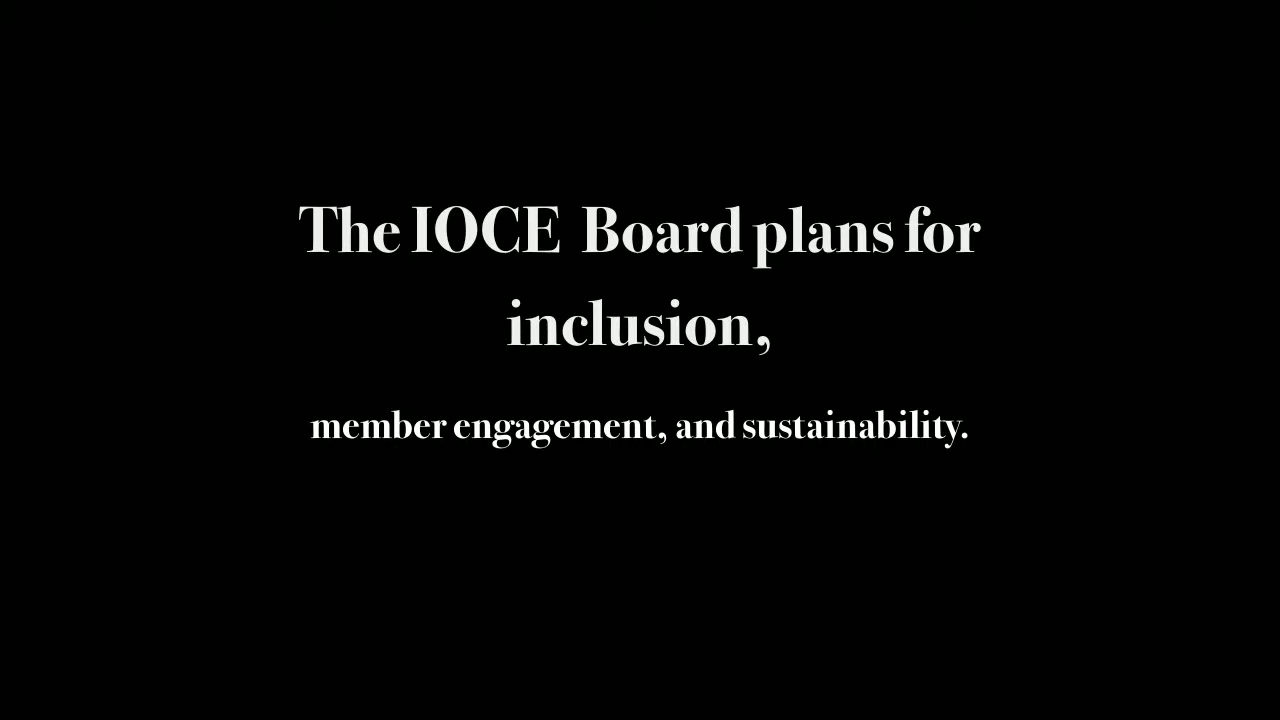 The IOCE  Board plans for
inclusion,
member engagement, and sustainability.